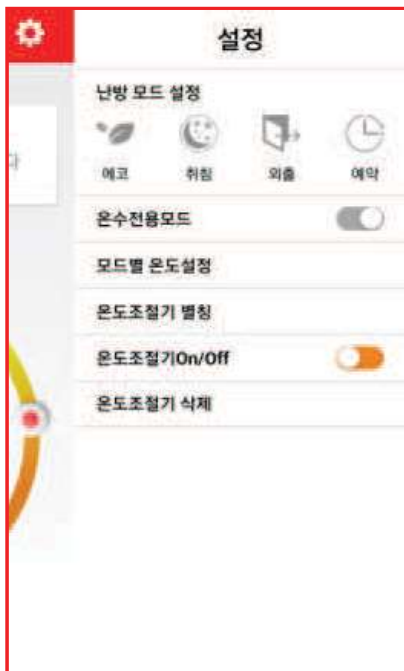 설정
난방 모드 설정
에코 취침 외출 예약
다
온수전용모드
모드별 온도설정
온도조절기 별칭
온도조절기On/Off
온도조절기 삭제